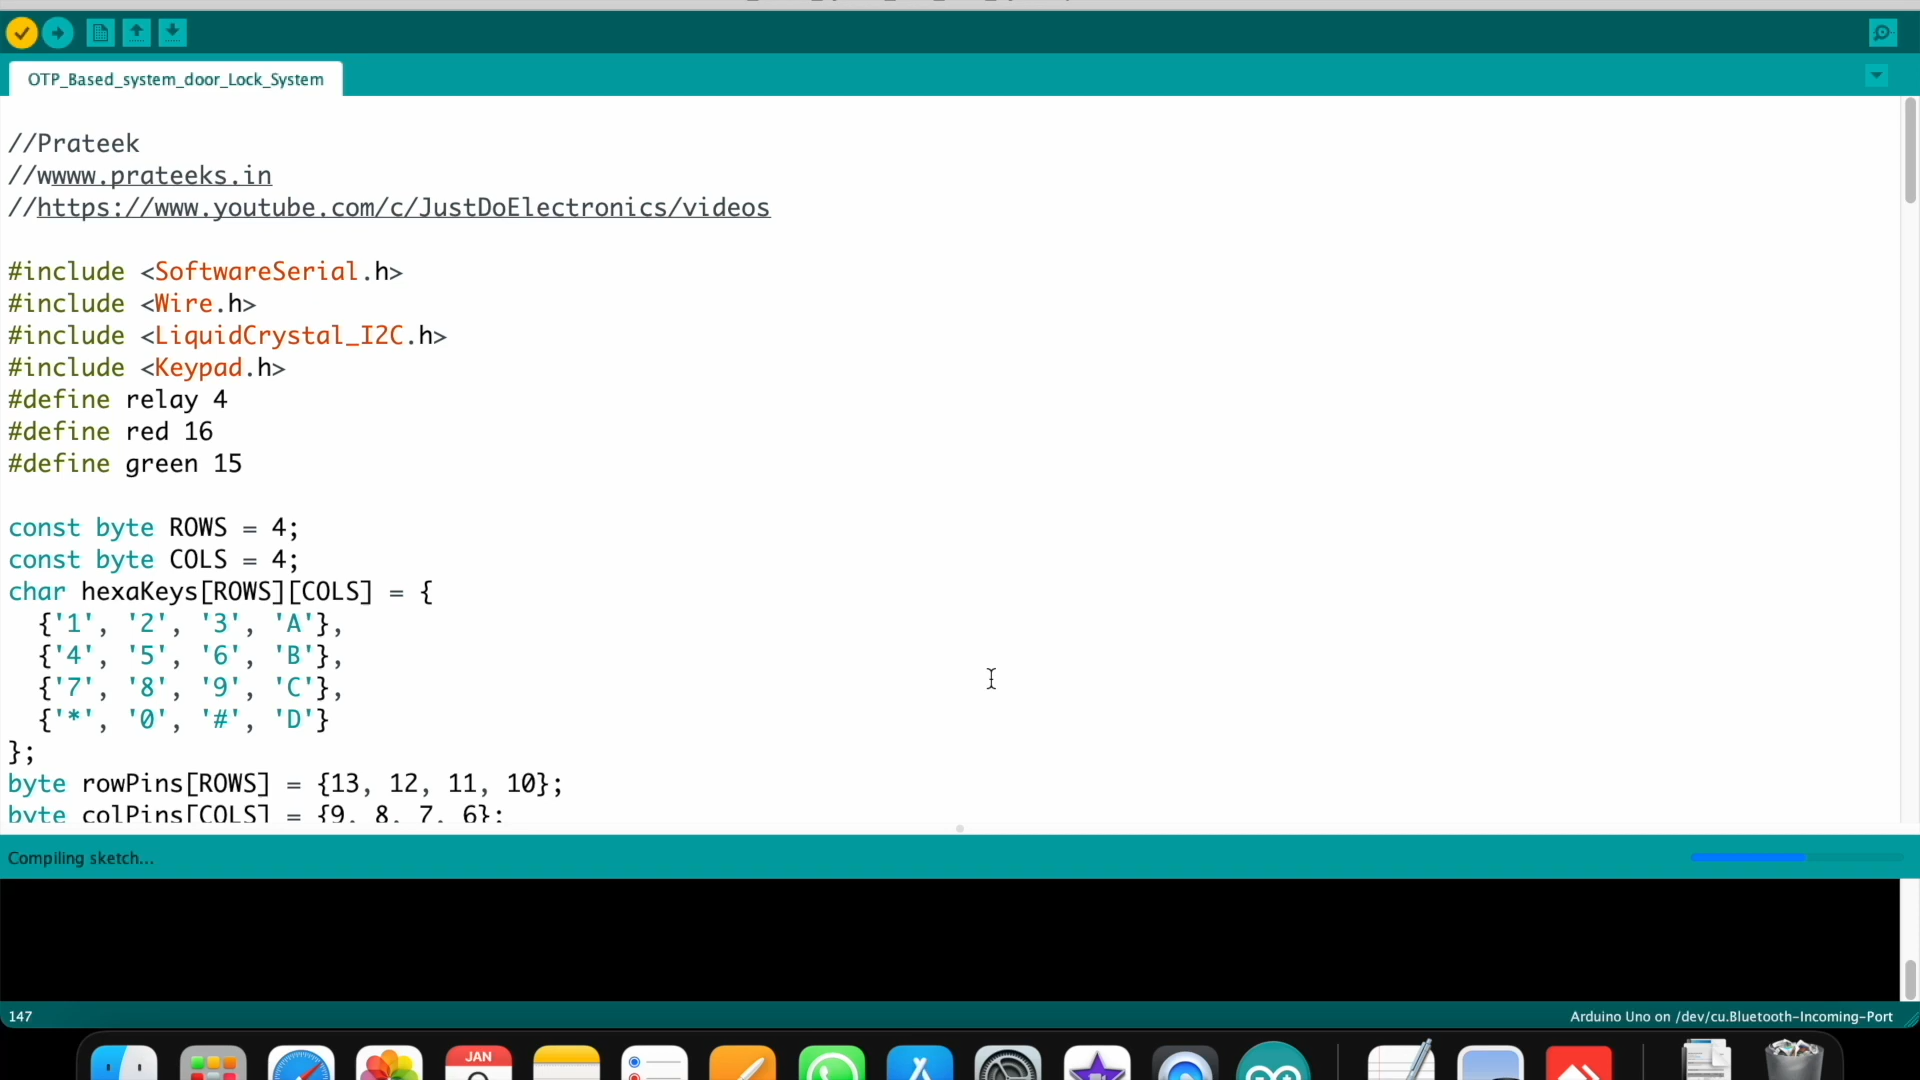 OTP_Based_system_door_Lock_System
//Prateek
//wwww.prateeks.in
//https://www.youtube.com/c/JustDoElectronics/videos
#include <SoftwareSerial.h>
#include <Wire.h>
#include <LiquidCrystal_I2C.h>
#include <Keypad.h>
#define relay 4
#define red 16
#define green 15
const byte ROWS = 4;
const byte COLS = 4;
char hexaKeys[ROWS][COLS] = {
{'1', '2', '3', 'A'},
{'4', '5', '6', 'B'},
{'7', '8', '9', 'C'},
{'*', '0', '#', 'D'}
};
byte rowPins[ROWS] = {13, 12, 11, 10};
byte colPins[COLS] = {9, 8, 7, 6};
Compiling sketch...
147
Arduino Uno on /dev/cu.Bluetooth-Incoming-Port
JAN